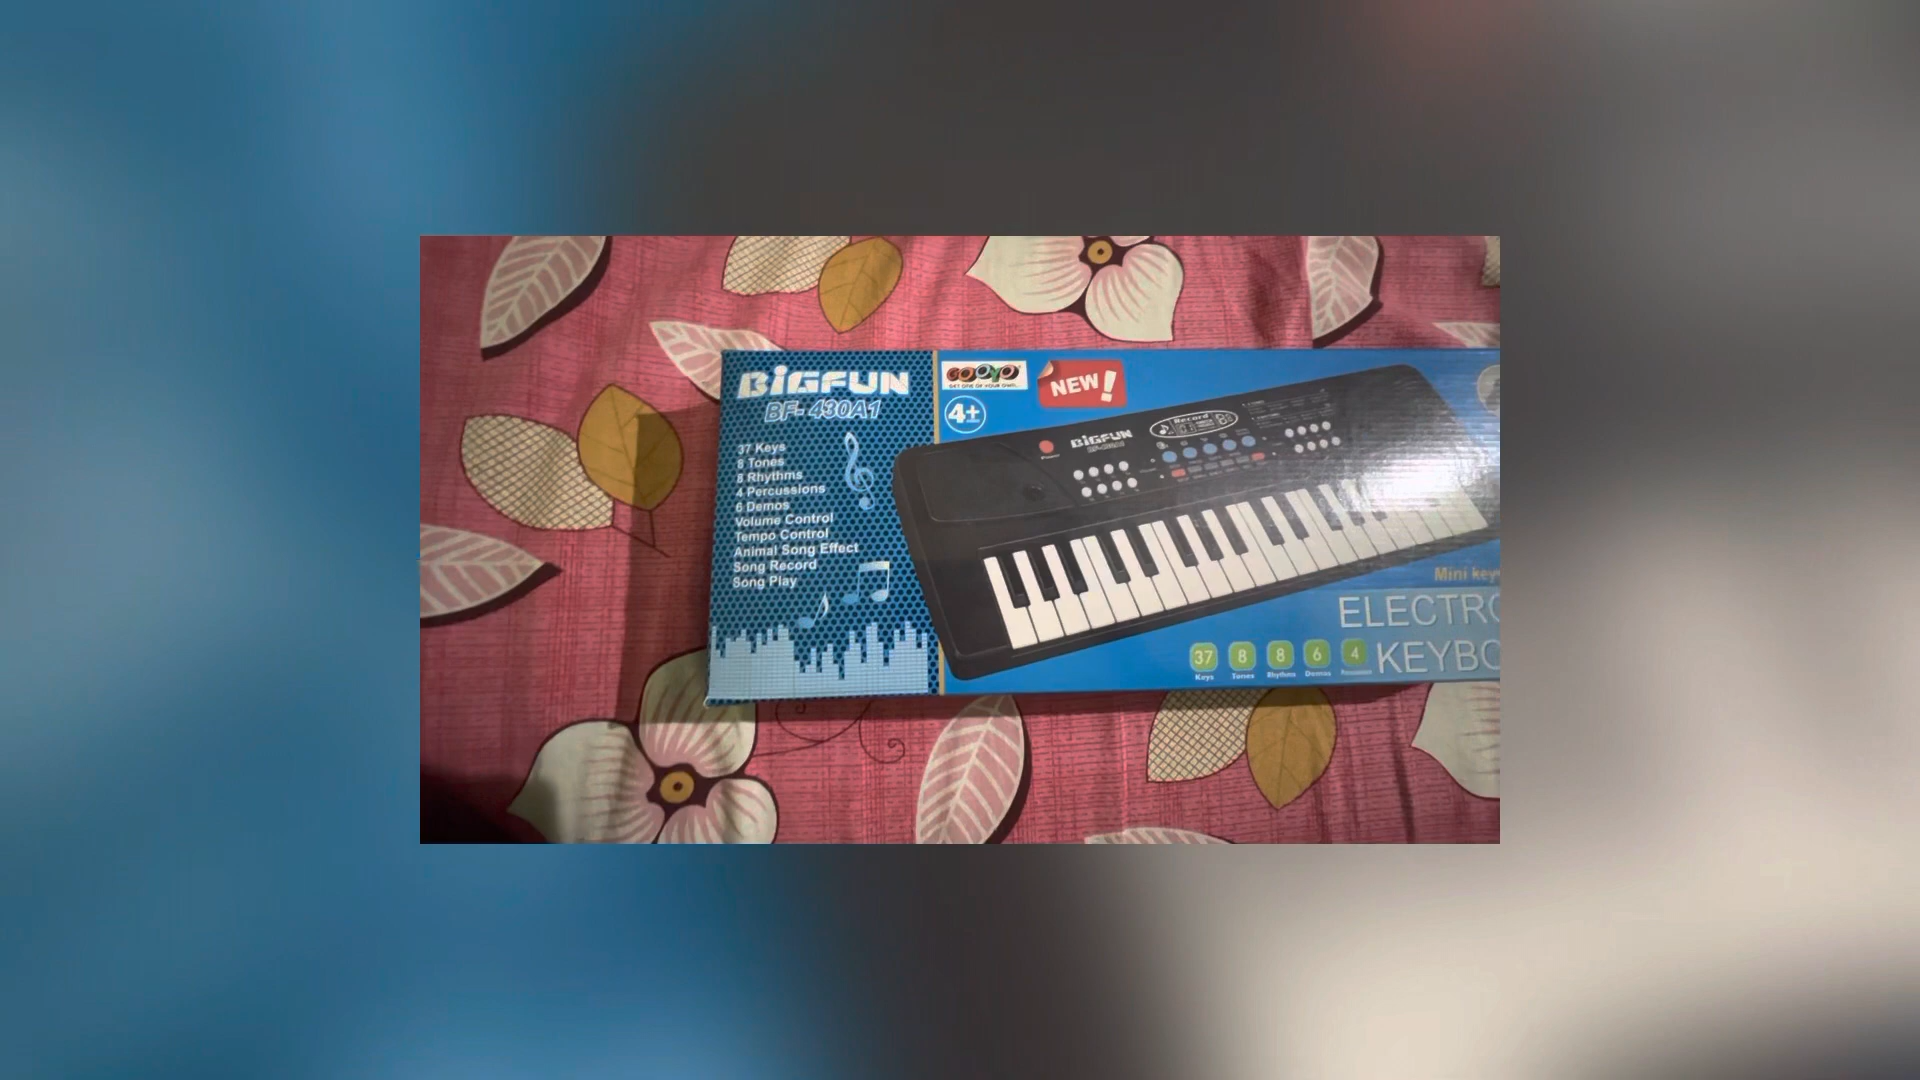 BIGFUN
BF-430A1
37 Keys
8 Tones
8 Rhythms
4 Percussions
6 Demos
Volume Control
Tempo Control
Animal Song Effect
Song Record
Song Play
GOOYO
GET ONE OF YOUR OWN...
NEW!
4+
BIGFUN
Record
Mini key
ELECTRO
KEYBO
37 8 8 6 4
Keys Tones Rhythms Demos Percussion